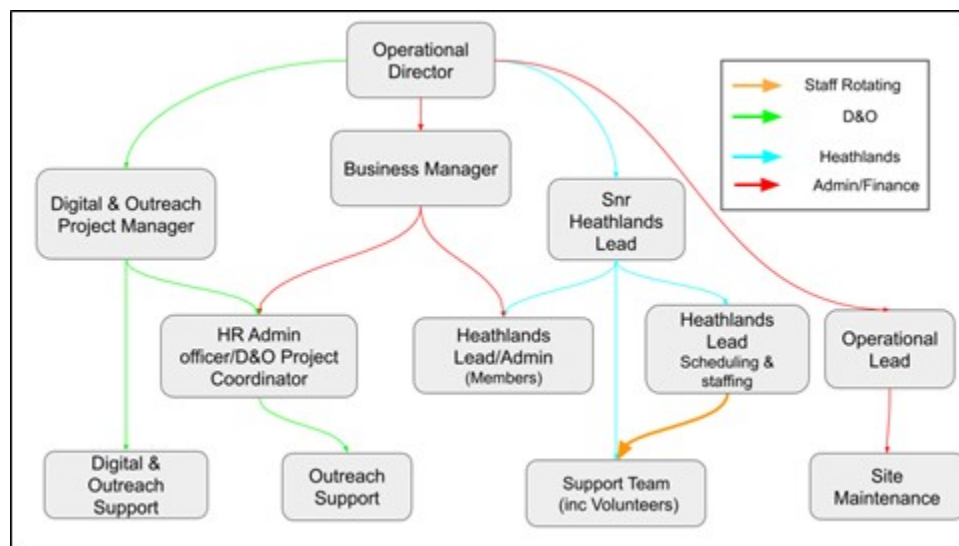 Operational
Director
Staff Rotating
D&O
Heathlands
Admin/Finance
Business Manager
Digital & Outreach
Project Manager
Snr
Heathlands
Lead
HR Admin
officer/D&O Project
Coordinator
Heathlands
Lead/Admin
(Members)
Heathlands
Lead
Scheduling &
staffing
Operational
Lead
Digital &
Outreach
Support
Outreach
Support
Support Team
(inc Volunteers)
Site
Maintenance